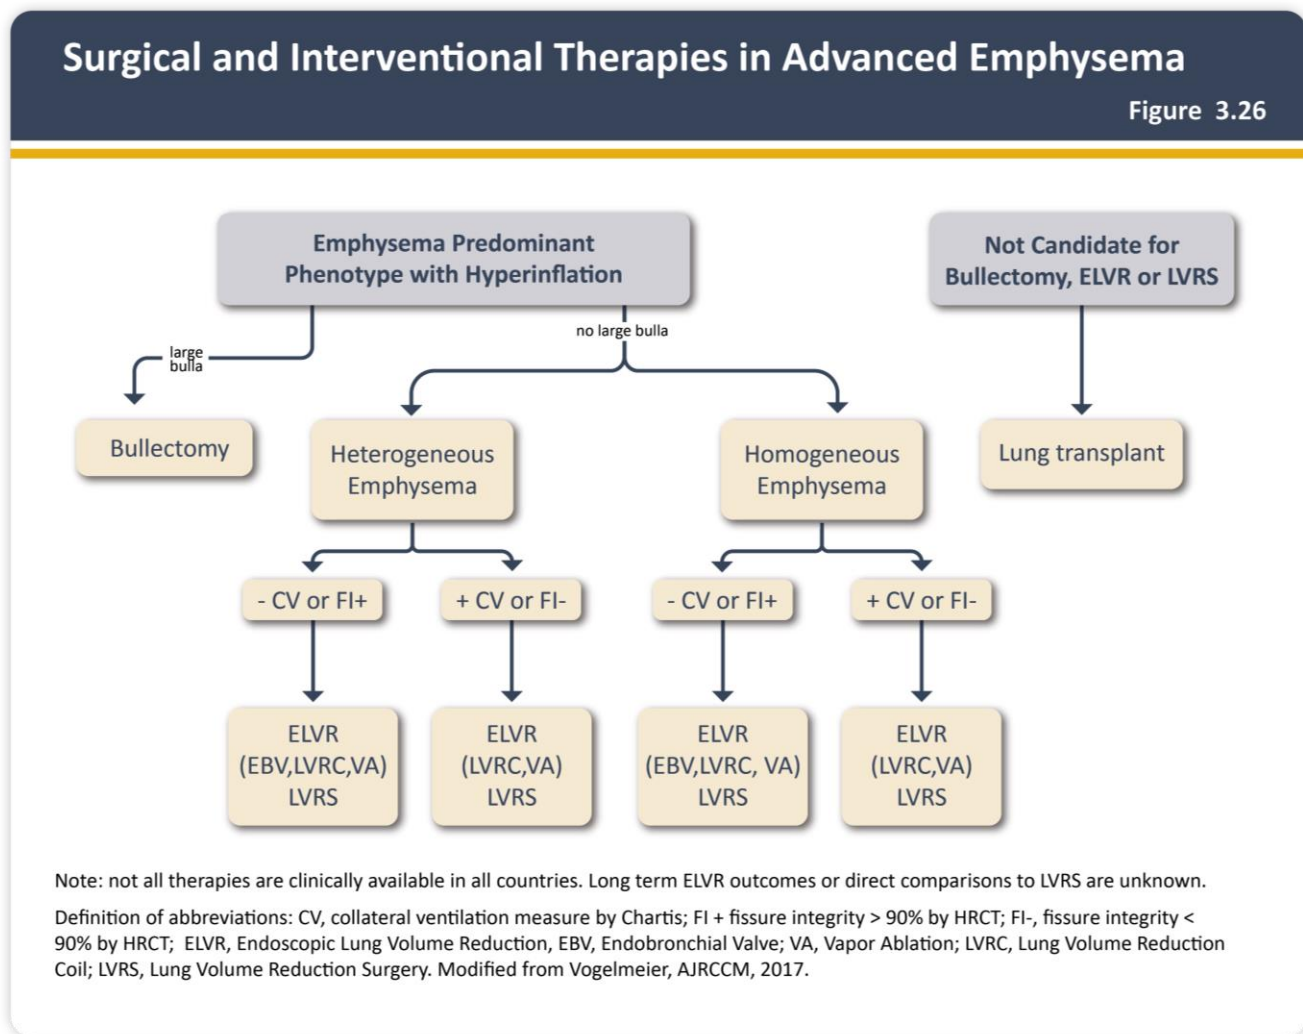 Surgical and Interventional Therapies in Advanced Emphysema
Figure 3.26
Emphysema Predominant
Phenotype with Hyperinflation
Not Candidate for
Bullectomy, ELVR or LVRS
large
bulla
no large bulla
Bullectomy
Heterogeneous
Emphysema
Homogeneous
Emphysema
Lung transplant
- CV or FI+
+ CV or FI-
- CV or FI+
+ CV or FI-
ELVR
(EBV,LVRC,VA)
LVRS
ELVR
(LVRC,VA)
LVRS
ELVR
(EBV,LVRC, VA)
LVRS
ELVR
(LVRC,VA)
LVRS
Note: not all therapies are clinically available in all countries. Long term ELVR outcomes or direct comparisons to LVRS are unknown.
Definition of abbreviations: CV, collateral ventilation measure by Chartis; FI + fissure integrity > 90% by HRCT; FI-, fissure integrity <
90% by HRCT; ELVR, Endoscopic Lung Volume Reduction, EBV, Endobronchial Valve; VA, Vapor Ablation; LVRC, Lung Volume Reduction
Coil; LVRS, Lung Volume Reduction Surgery. Modified from Vogelmeier, AJRCCM, 2017.